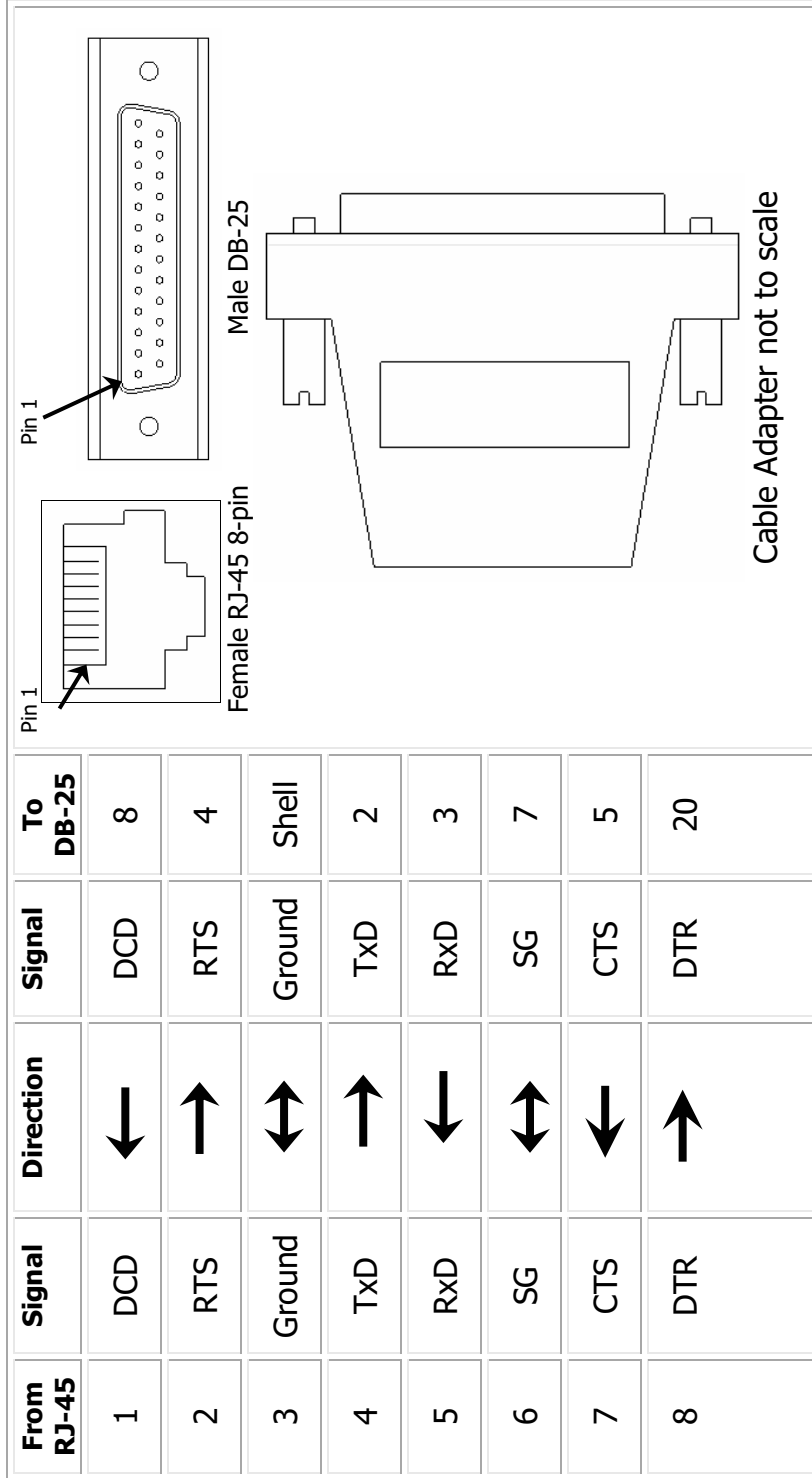 From RJ-45 Signal Direction Signal To DB-25
1 DCD DCD 8
2 RTS RTS 4
3 Ground Ground Shell
4 TxD TxD 2
5 RxD RxD 3
6 SG SG 7
7 CTS CTS 5
8 DTR DTR 20
Pin 1
Pin 1
Female RJ-45 8-pin
Male DB-25
Cable Adapter not to scale